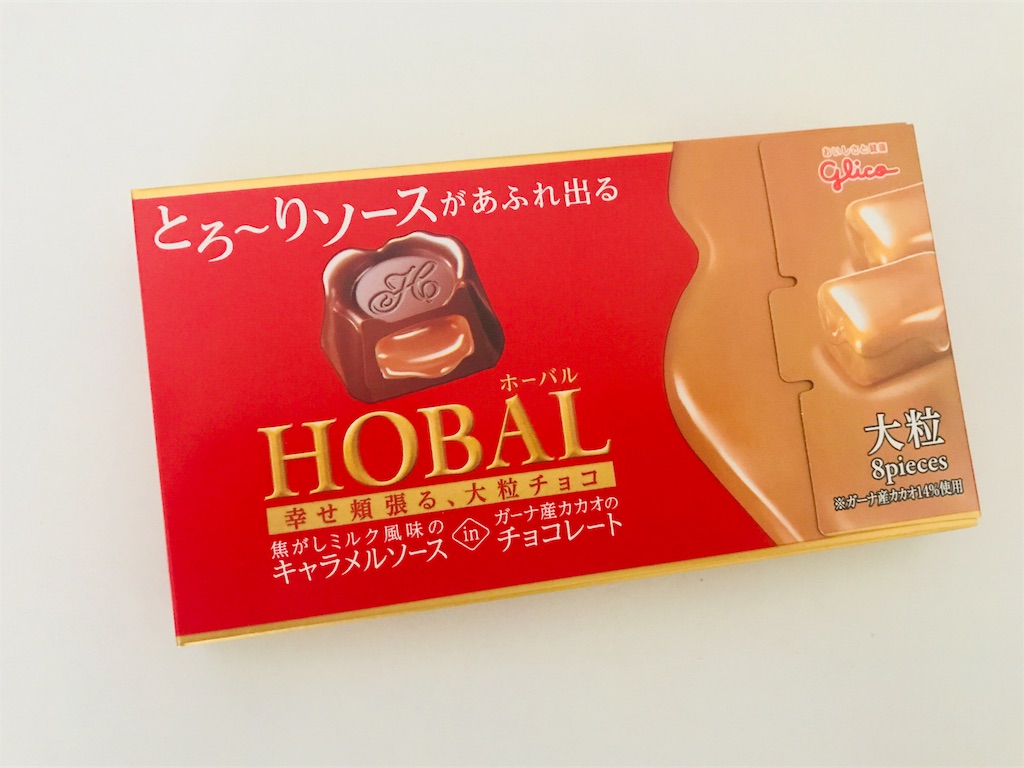 とろ〜りソースがあふれ出る
H
ホーバル
HOBAL
幸せ頬張る、大粒チョコ
焦がしミルク風味の
キャラメルソース
in
ガーナ産カカオの
チョコレート
おいしさと健康
glico
大粒
8pieces
※ガーナ産カカオ14%使用